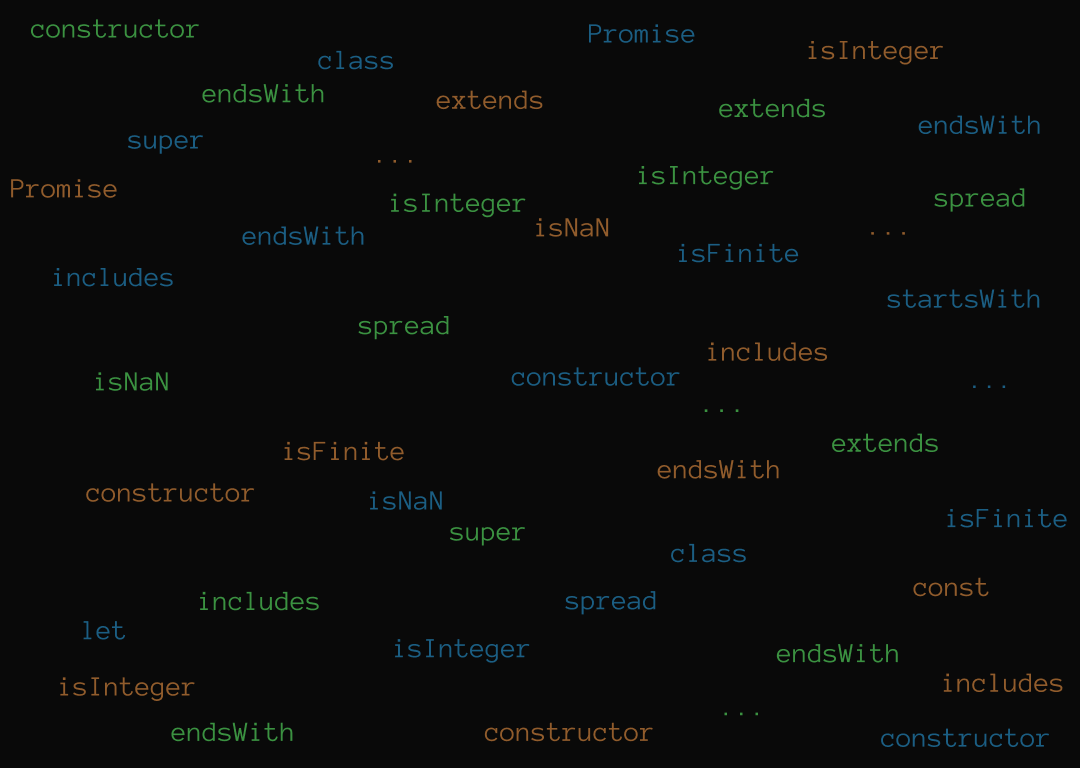 constructor
Promise
isInteger
class
endsWith
extends
extends
endsWith
super
...
isInteger
Promise
isInteger
spread
isNaN
...
endsWith
isFinite
includes
startsWith
spread
includes
isNaN
constructor
...
...
extends
isFinite
endsWith
constructor
isNaN
isFinite
super
class
const
includes
spread
let
isInteger
endsWith
isInteger
includes
...
endsWith
constructor
constructor